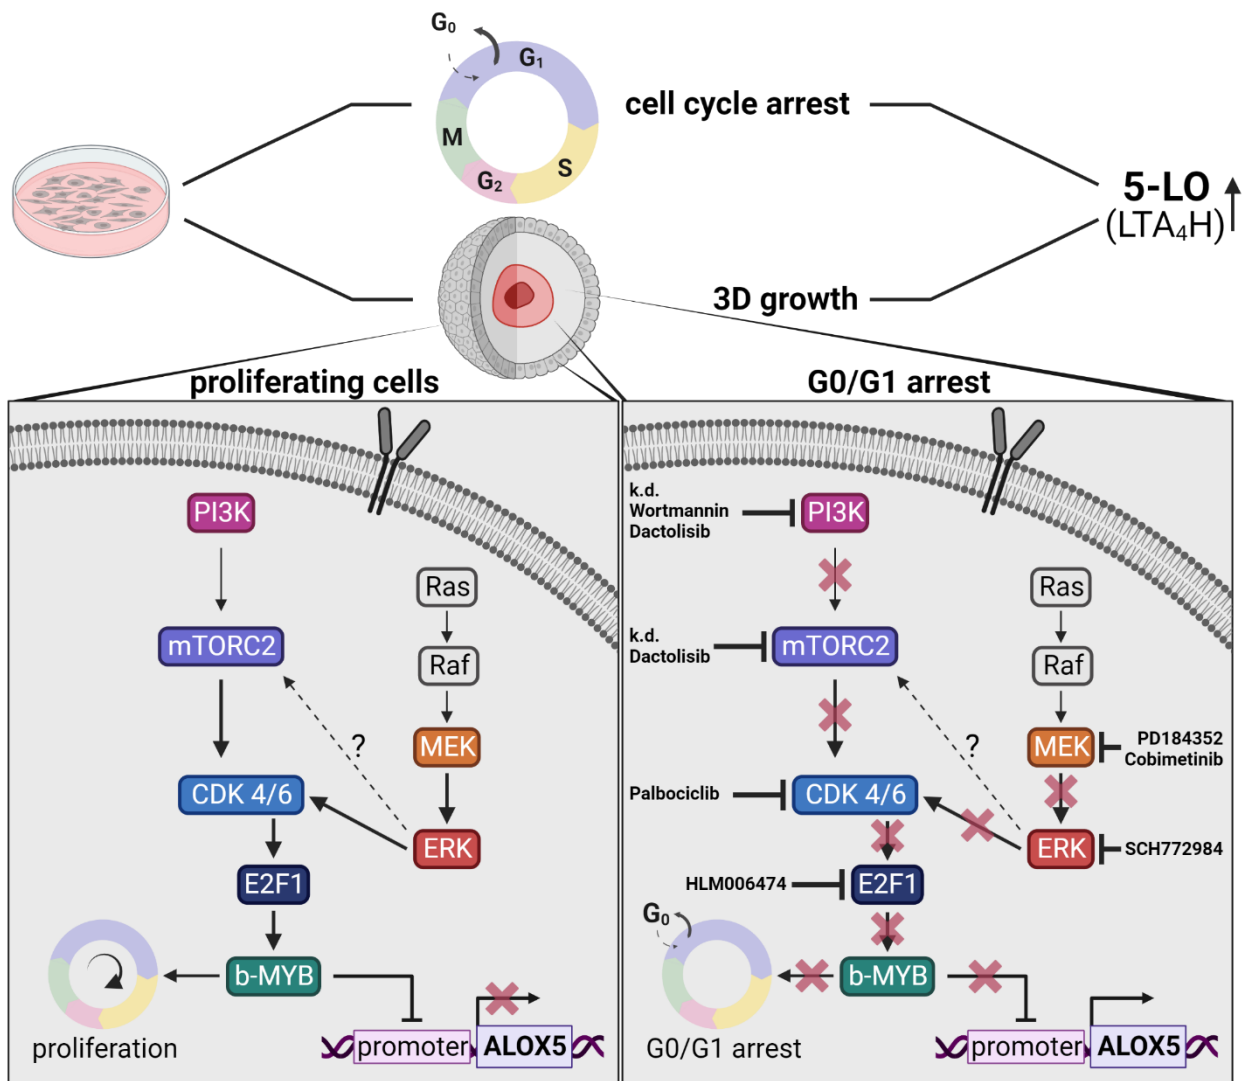 G₀
G₁
M
G₂
S
cell cycle arrest
5-LO
(LTA₄H)
3D growth
proliferating cells
PI3K
mTORC2
Ras
Raf
MEK
?
CDK 4/6
ERK
E2F1
b-MYB
proliferation
promoter
ALOX5
G0/G1 arrest
k.d.
Wortmannin
Dactolisib
PI3K
k.d.
Dactolisib
mTORC2
Ras
Raf
MEK
PD184352
Cobimetinib
?
Palbociclib
CDK 4/6
ERK
SCH772984
HLM006474
E2F1
G₀
b-MYB
G0/G1 arrest
promoter
ALOX5